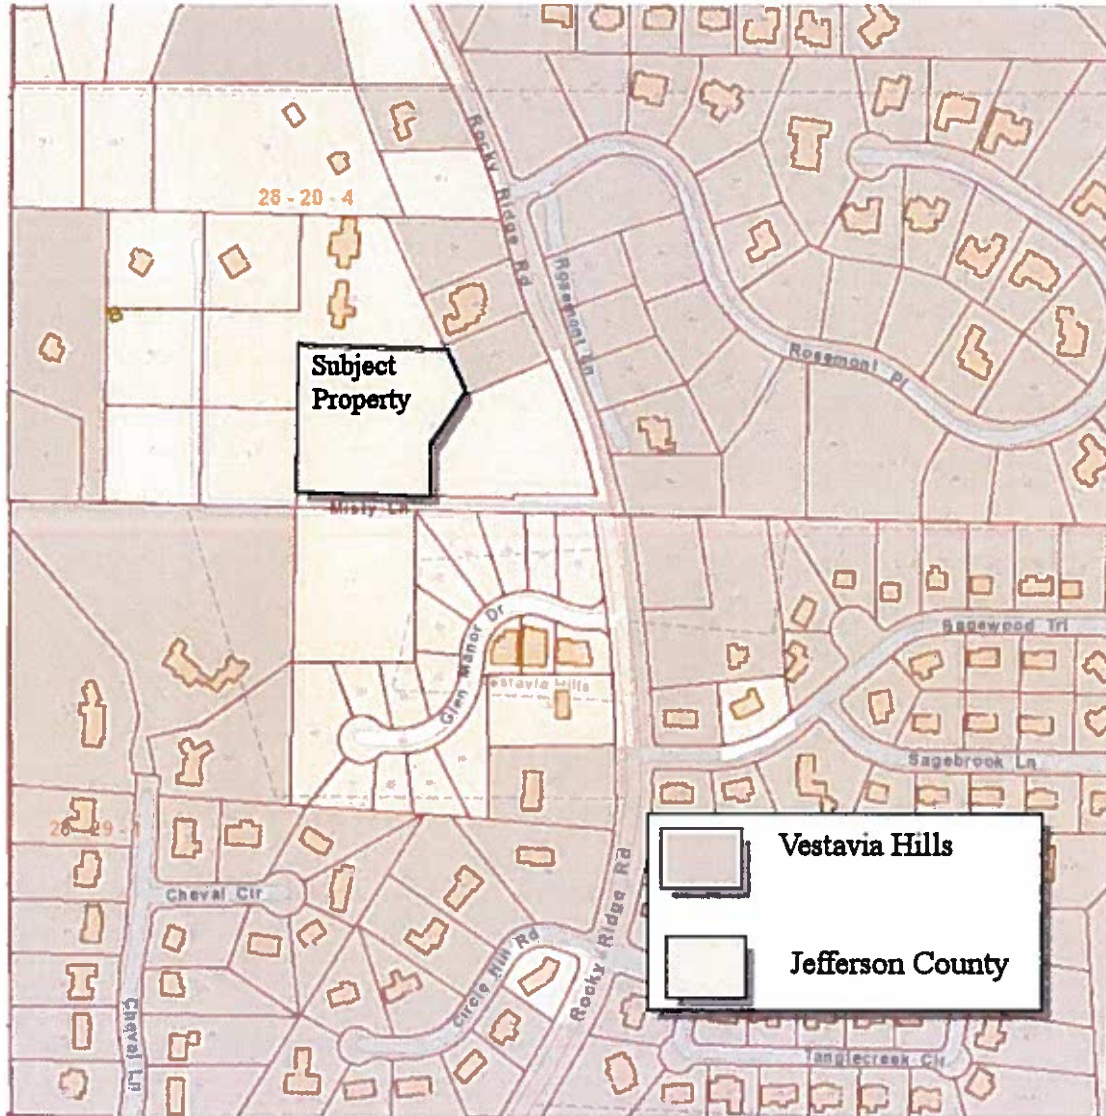 Rocky Ridge Rd
28 - 20 - 4
Rosemont Ln
Rosemont Pl
Subject
Property
Misty Ln
Glen Manor Dr
Sagewood Trl
Vestavia Hills
Sagebrook Ln
Vestavia Hills
Cheval Cir
Rocky Ridge Rd
Circle Hill Rd
Jefferson County
Cheval Ln
Tanglecreek Cir